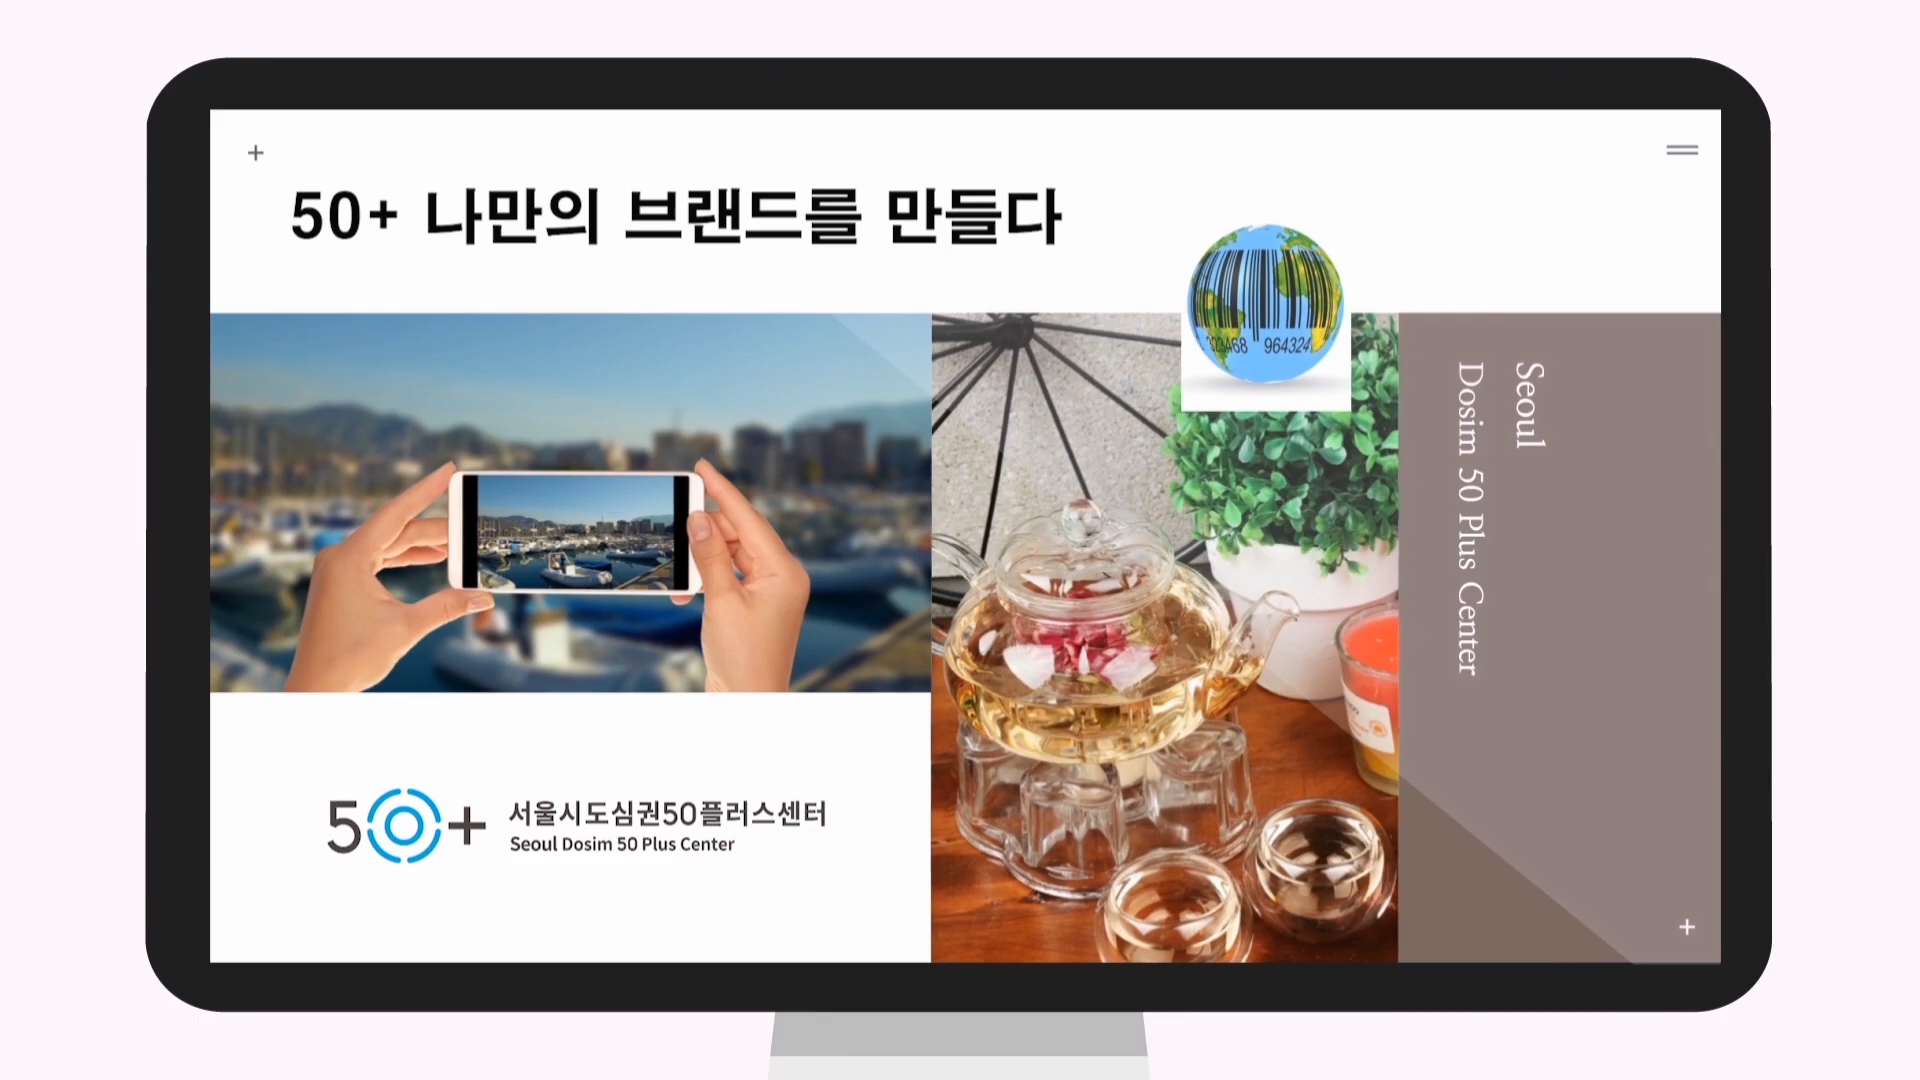 50+ 나만의 브랜드를 만들다
964324
Seoul
Dosim 50 Plus Center
50+
서울시도심권50플러스센터
Seoul Dosim 50 Plus Center